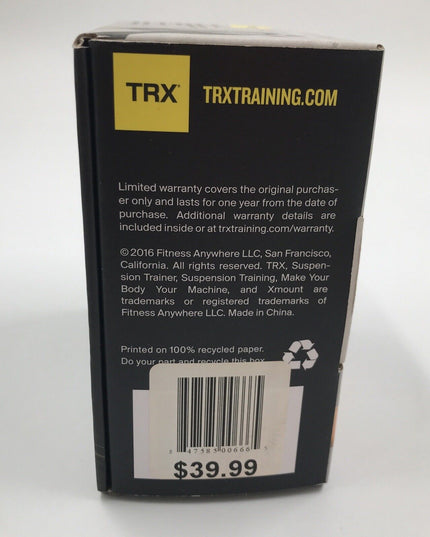 TRX
TRXTRAINING.COM
Limited warranty covers the original purchas-
er only and lasts for one year from the date of
purchase. Additional warranty details are
included inside or at trxtraining.com/warranty.
© 2016 Fitness Anywhere LLC, San Francisco,
California. All rights reserved. TRX, Suspen-
sion Trainer, Suspension Training, Make Your
Body Your Machine, and Xmount are
trademarks or registered trademarks of
Fitness Anywhere LLC. Made in China.
Printed on 100% recycled paper.
Do your part and recycle this box.
47585 00666 5
$39.99